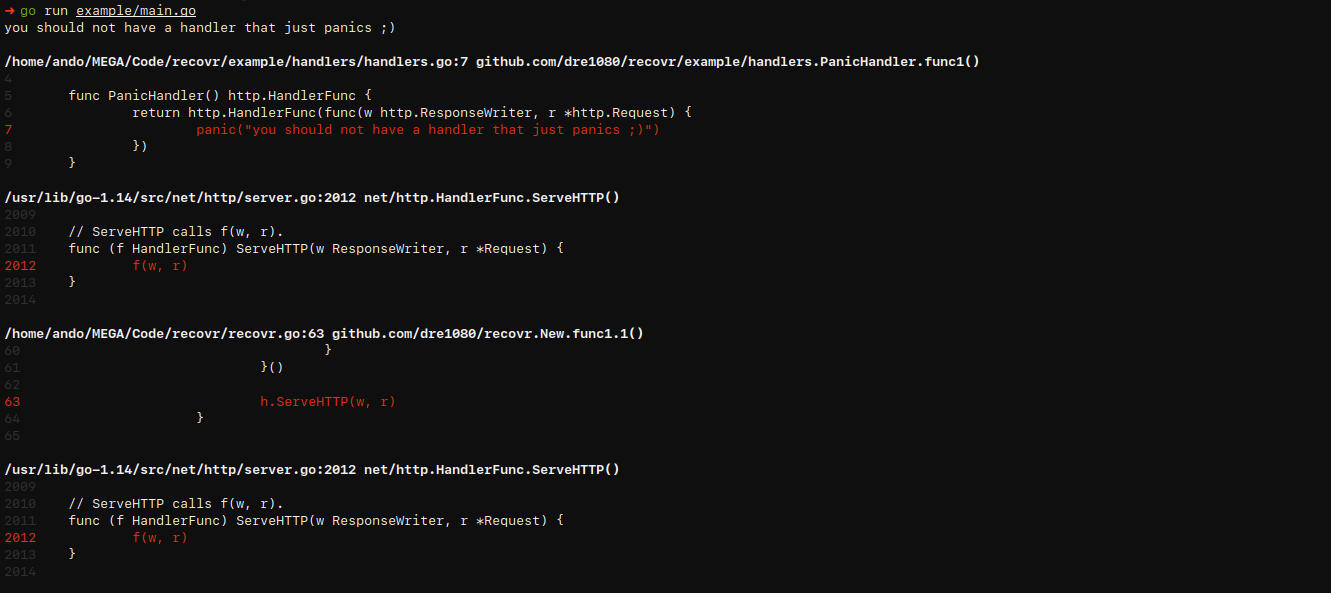 ➜ go run example/main.go
you should not have a handler that just panics ;)
/home/ando/MEGA/Code/recovr/example/handlers/handlers.go:7 github.com/dre1080/recovr/example/handlers.PanicHandler.func1()
4
5       func PanicHandler() http.HandlerFunc {
6               return http.HandlerFunc(func(w http.ResponseWriter, r *http.Request) {
7                       panic("you should not have a handler that just panics ;)")
8               })
9       }
/usr/lib/go-1.14/src/net/http/server.go:2012 net/http.HandlerFunc.ServeHTTP()
2009
2010    // ServeHTTP calls f(w, r).
2011    func (f HandlerFunc) ServeHTTP(w ResponseWriter, r *Request) {
2012            f(w, r)
2013    }
2014
/home/ando/MEGA/Code/recovr/recovr.go:63 github.com/dre1080/recovr.New.func1.1()
60                                      }
61                              }()
62
63                              h.ServeHTTP(w, r)
64                      }
65
/usr/lib/go-1.14/src/net/http/server.go:2012 net/http.HandlerFunc.ServeHTTP()
2009
2010    // ServeHTTP calls f(w, r).
2011    func (f HandlerFunc) ServeHTTP(w ResponseWriter, r *Request) {
2012            f(w, r)
2013    }
2014